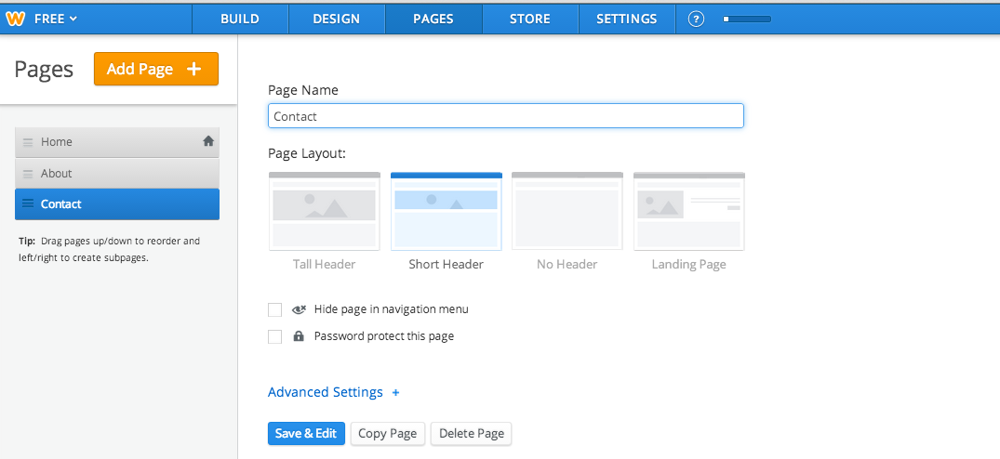 W FREE BUILD DESIGN PAGES STORE SETTINGS ?
Pages
Add Page +
Home
About
Contact
Tip: Drag pages up/down to reorder and
left/right to create subpages.
Page Name
Contact
Page Layout:
Tall Header Short Header No Header Landing Page
Hide page in navigation menu
Password protect this page
Advanced Settings +
Save & Edit Copy Page Delete Page